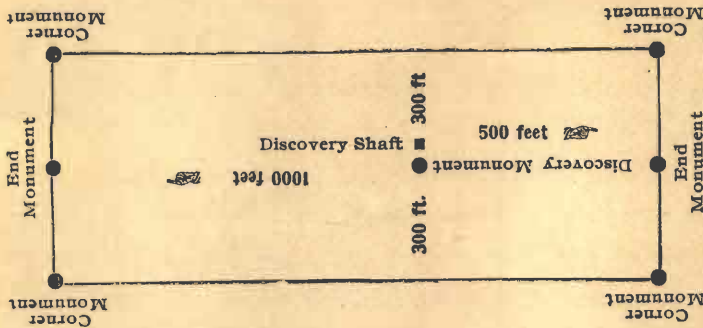 Corner
Monument
Corner
Monument
End
Monument
300 ft
500 feet
Discovery Shaft
Discovery Monument
1000 feet
300 ft.
End
Monument
Corner
Monument
Corner
Monument